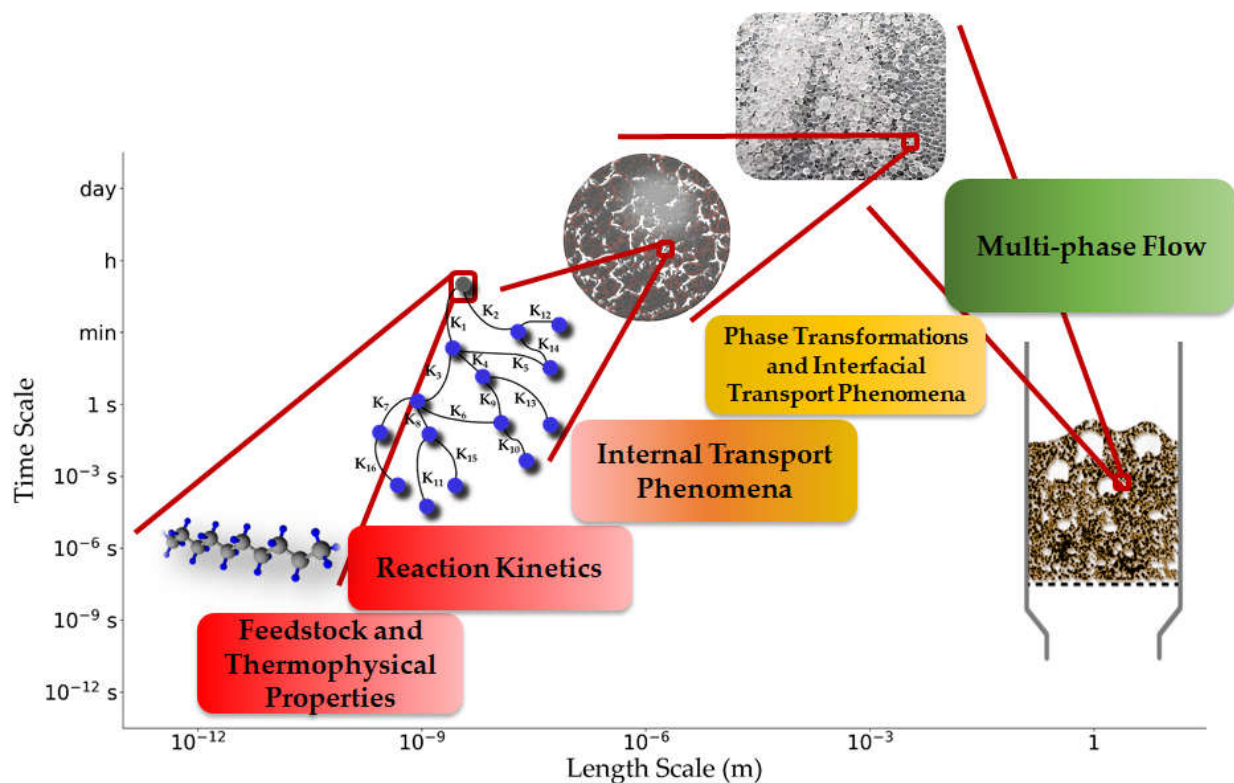 day
h
min
1 s
10⁻³ s
10⁻⁶ s
10⁻⁹ s
10⁻¹² s
Time Scale
K₁
K₂
K₁₂
K₁₄
K₃
K₄
K₅
K₇
K₈
K₆
K₉
K₁₃
K₁₀
K₁₆
K₁₁
K₁₅
Multi-phase Flow
Phase Transformations
and Interfacial
Transport Phenomena
Internal Transport
Phenomena
Reaction Kinetics
Feedstock and
Thermophysical
Properties
10⁻¹²
10⁻⁹
10⁻⁶
10⁻³
1
Length Scale (m)